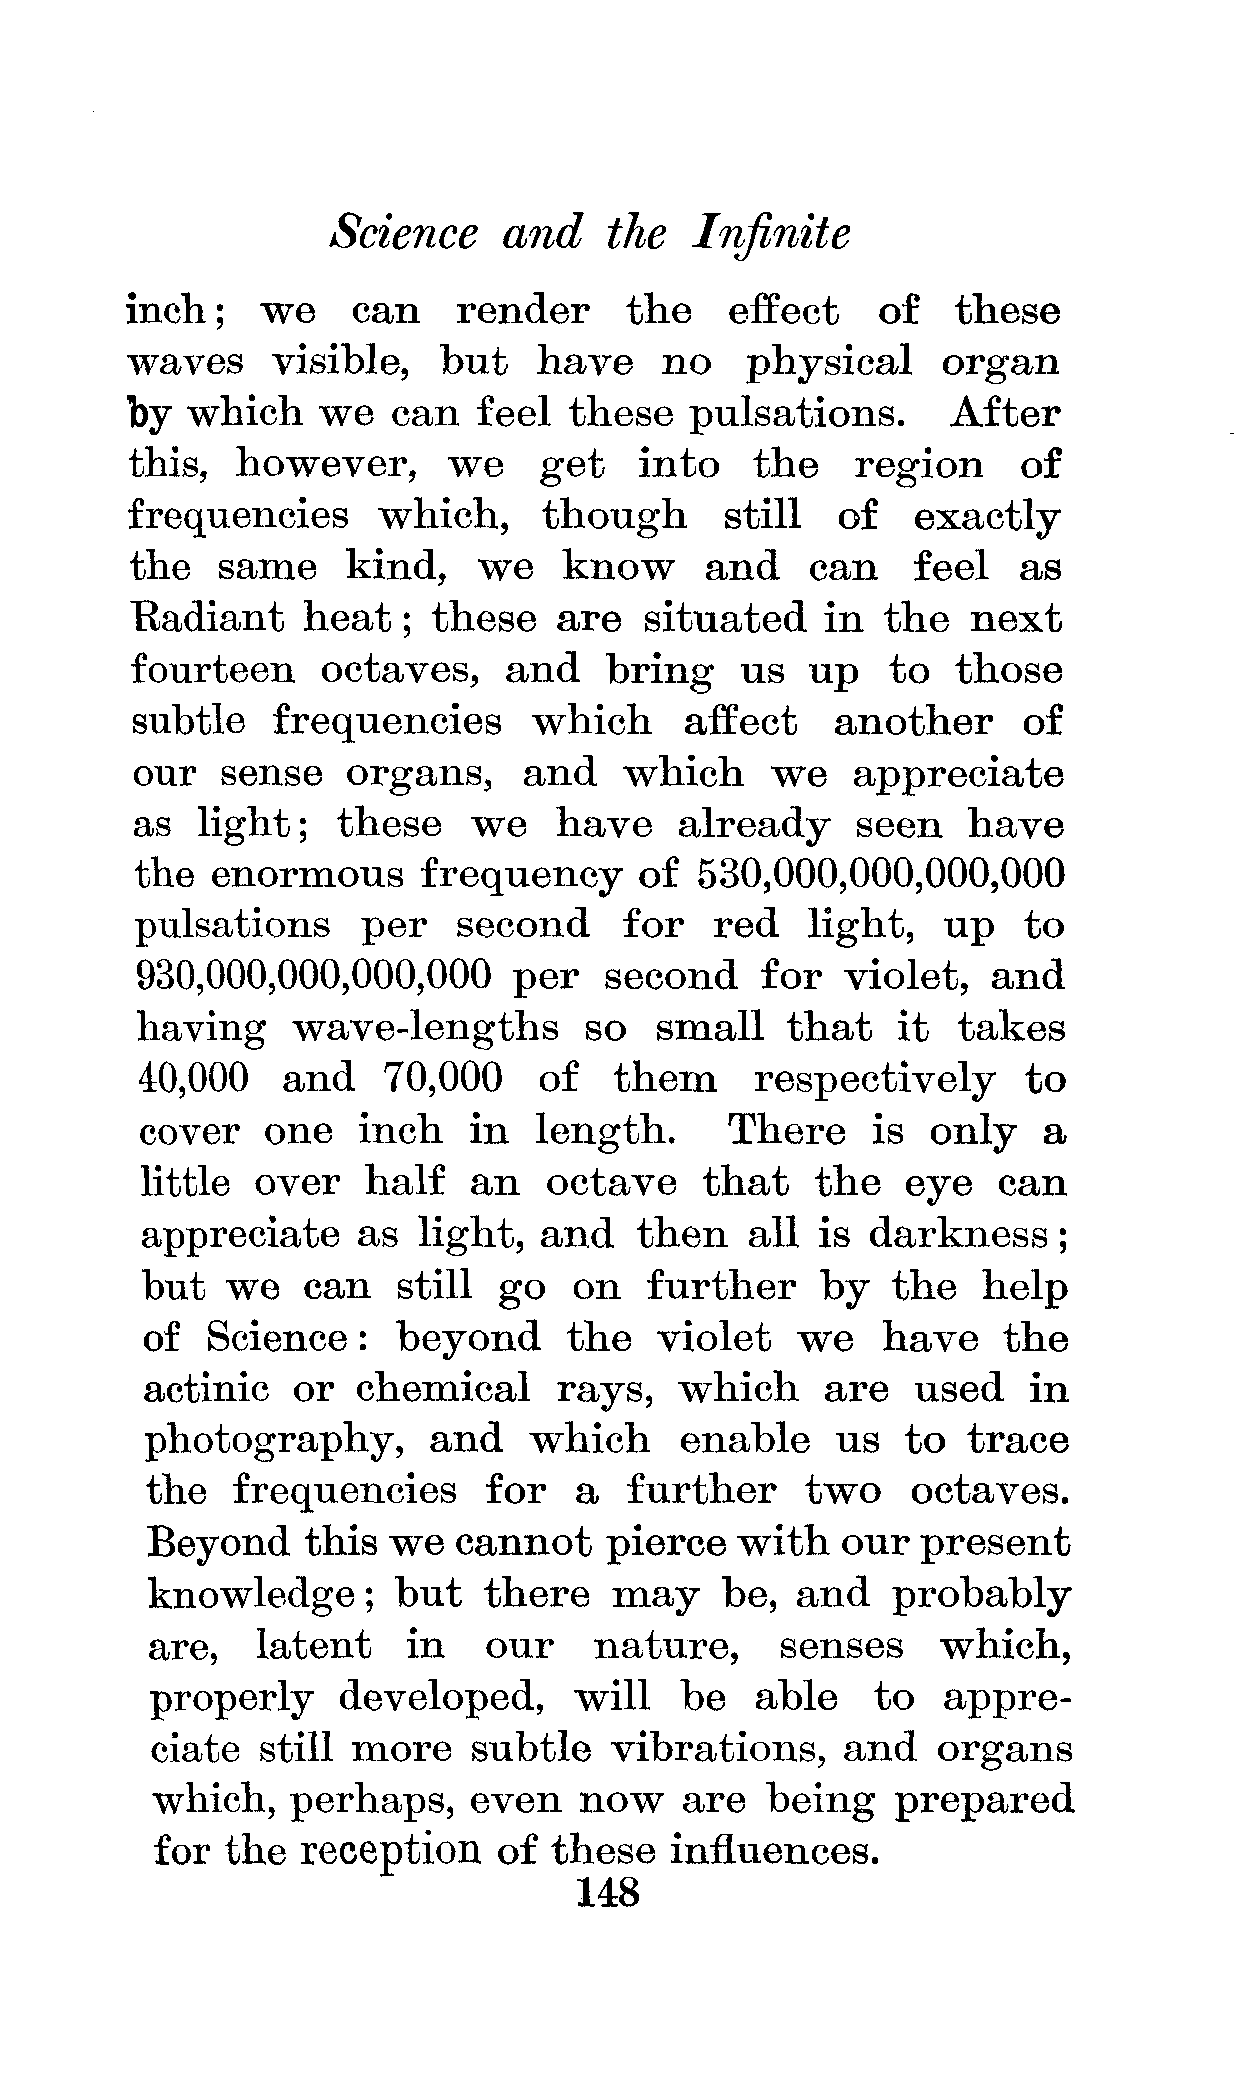 Science and the Infinite
inch; we can render the effect of these
waves visible, but have no physical organ
by which we can feel these pulsations. After
this, however, we get into the region of
frequencies which, though still of exactly
the same kind, we know and can feel as
Radiant heat; these are situated in the next
fourteen octaves, and bring us up to those
subtle frequencies which affect another of
our sense organs, and which we appreciate
as light; these we have already seen have
the enormous frequency of 530,000,000,000,000
pulsations per second for red light, up to
930,000,000,000,000 per second for violet, and
having wave-lengths so small that it takes
40,000 and 70,000 of them respectively to
cover one inch in length. There is only a
little over half an octave that the eye can
appreciate as light, and then all is darkness;
but we can still go on further by the help
of Science: beyond the violet we have the
actinic or chemical rays, which are used in
photography, and which enable us to trace
the frequencies for a further two octaves.
Beyond this we cannot pierce with our present
knowledge; but there may be, and probably
are, latent in our nature, senses which,
properly developed, will be able to appre-
ciate still more subtle vibrations, and organs
which, perhaps, even now are being prepared
for the reception of these influences.
148